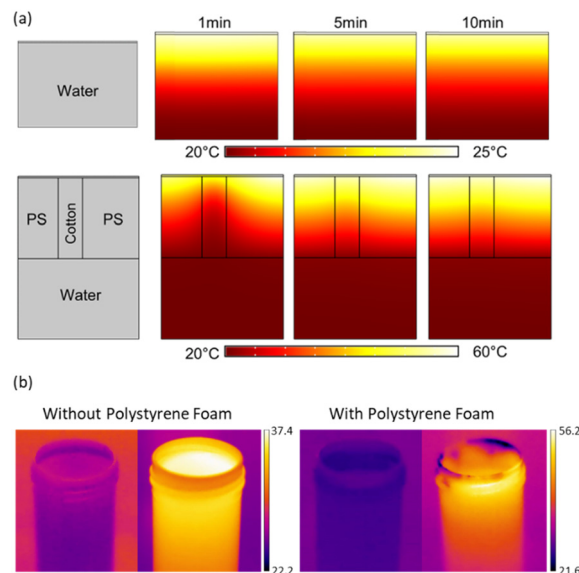 (a)
1min 5min 10min
Water
20°C 25°C
PS Cotton PS
Water
20°C 60°C
(b)
Without Polystyrene Foam With Polystyrene Foam
37.4 56.2
22.2 21.6